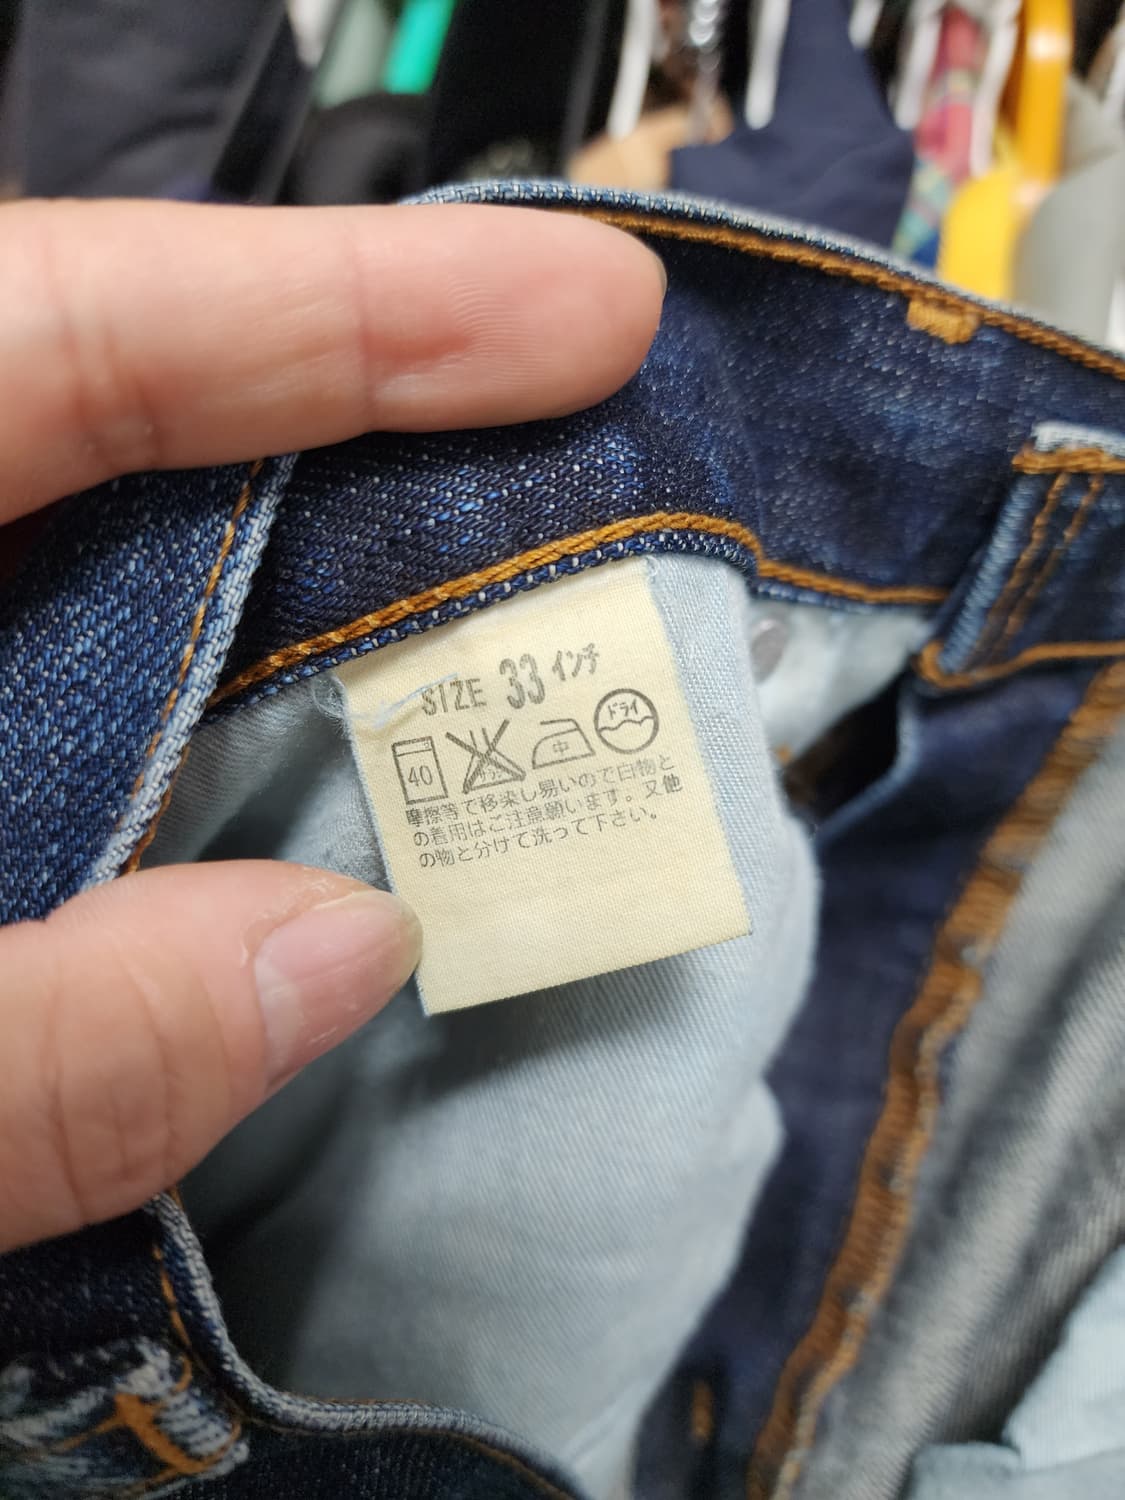 SIZE 33 インチ
40 中 ドライ
摩擦等で移染し易いので白物と
の着用はご注意願います。又他
の物と分けて洗って下さい。